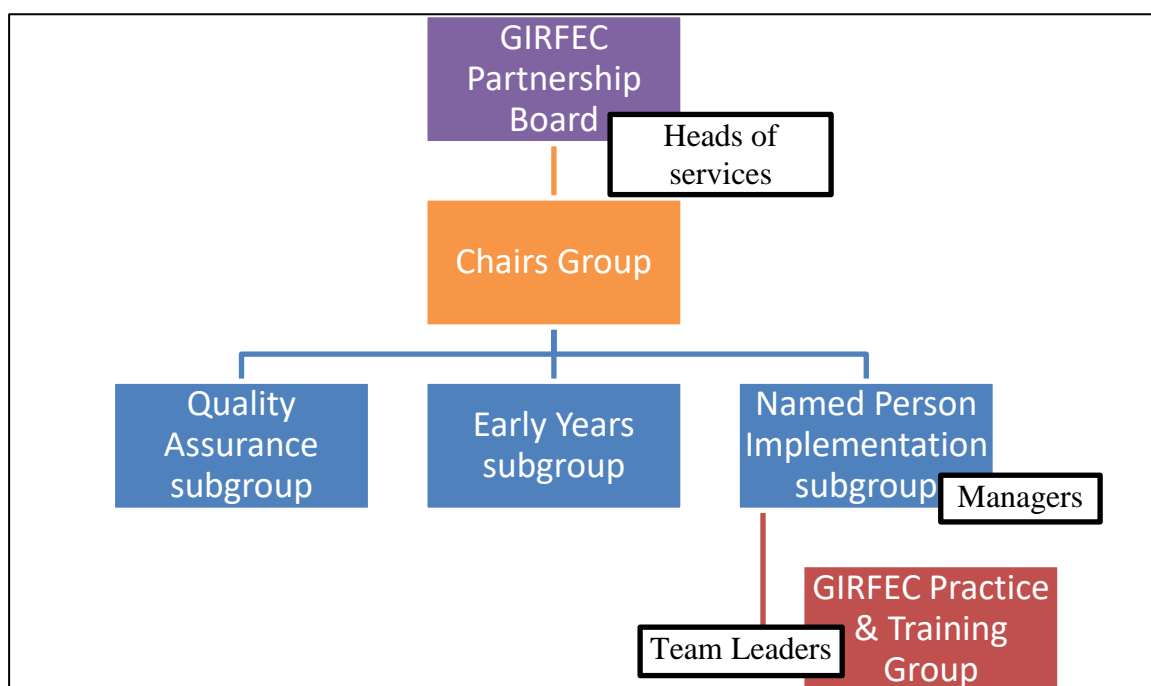 GIRFEC
Partnership
Board
Heads of
services
Chairs Group
Quality
Assurance
subgroup
Early Years
subgroup
Named Person
Implementation
subgroup
Managers
GIRFEC Practice
& Training
Group
Team Leaders